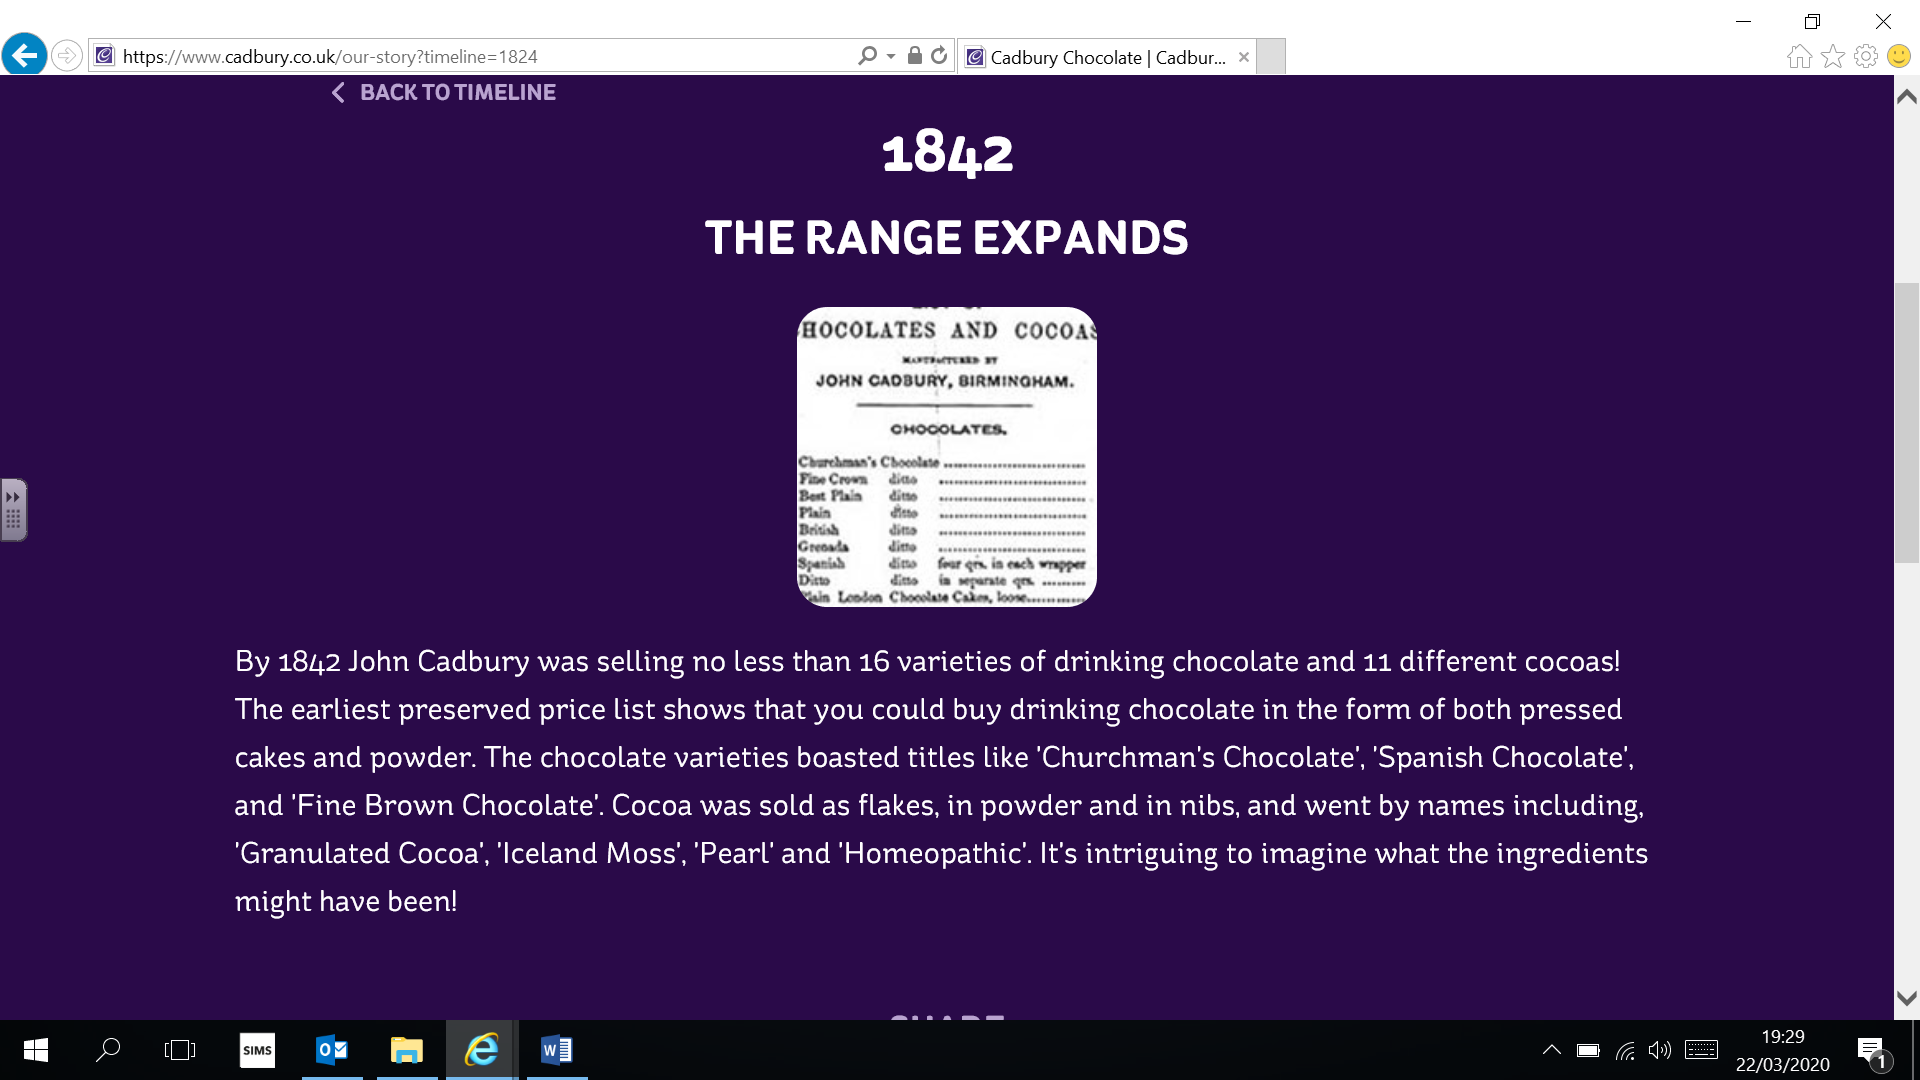 https://www.cadbury.co.uk/our-story?timeline=1824
Cadbury Chocolate | Cadbur...
BACK TO TIMELINE
1842
THE RANGE EXPANDS
HOCOLATES AND COCOAS
MANUFACTURED BY
JOHN CADBURY, BIRMINGHAM.
CHOCOLATES.
Churchman's Chocolate
Fine Crown ditto
Best Plain ditto
Plain ditto
British ditto
Grenada ditto
Spanish ditto four qrs. in each wrapper
Ditto ditto in separate qrs.
Plain London Chocolate Cakes, loose
By 1842 John Cadbury was selling no less than 16 varieties of drinking chocolate and 11 different cocoas!
The earliest preserved price list shows that you could buy drinking chocolate in the form of both pressed
cakes and powder. The chocolate varieties boasted titles like 'Churchman's Chocolate', 'Spanish Chocolate',
and 'Fine Brown Chocolate'. Cocoa was sold as flakes, in powder and in nibs, and went by names including,
'Granulated Cocoa', 'Iceland Moss', 'Pearl' and 'Homeopathic'. It's intriguing to imagine what the ingredients
might have been!
SHARE
SIMS
19:29
22/03/2020
1